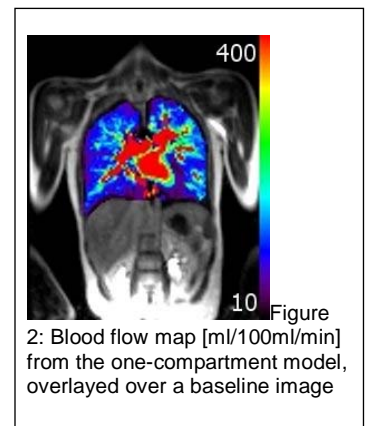 400
10
Figure
2: Blood flow map [ml/100ml/min]
from the one-compartment model,
overlayed over a baseline image